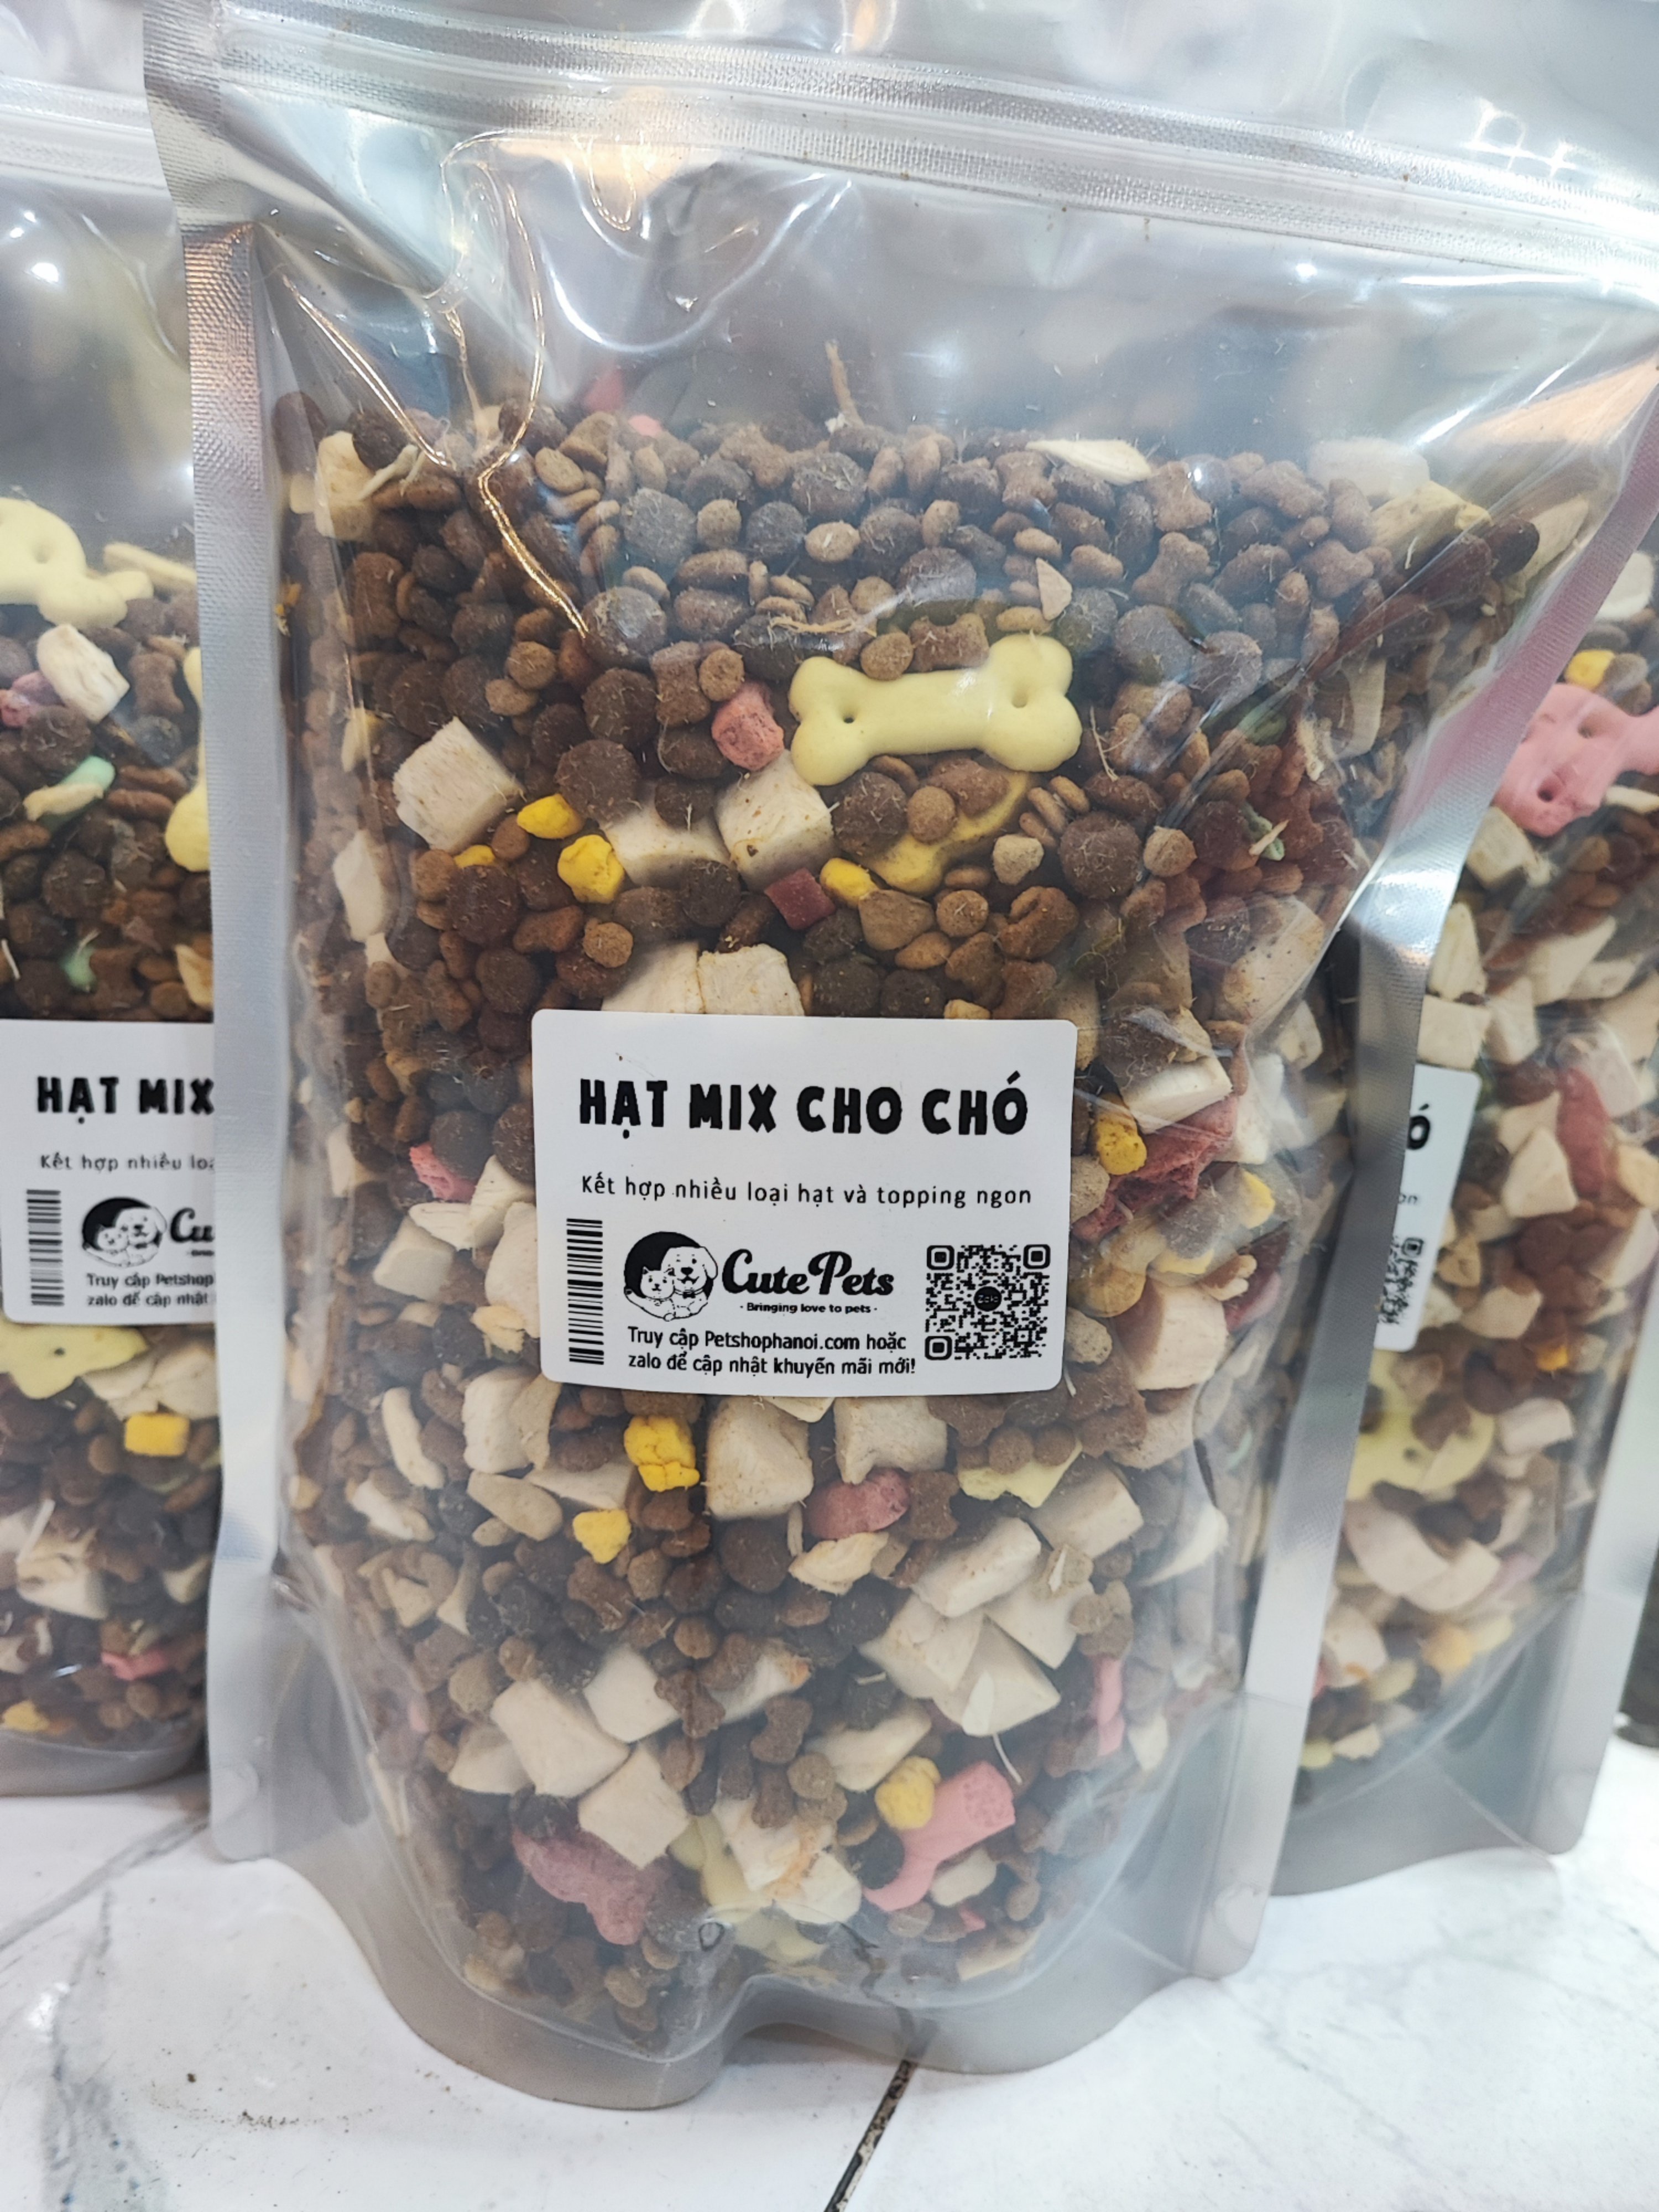 HẠT MIX CHO CHÓ
Kết hợp nhiều loại hạt và topping ngon
Cute Pets
· Bringing love to pets ·
Truy cập Petshophanoi.com hoặc
zalo để cập nhật khuyến mãi mới!
HẠT MIX
Kết hợp nhiều
Truy cập Petshop
zalo để cập nhật